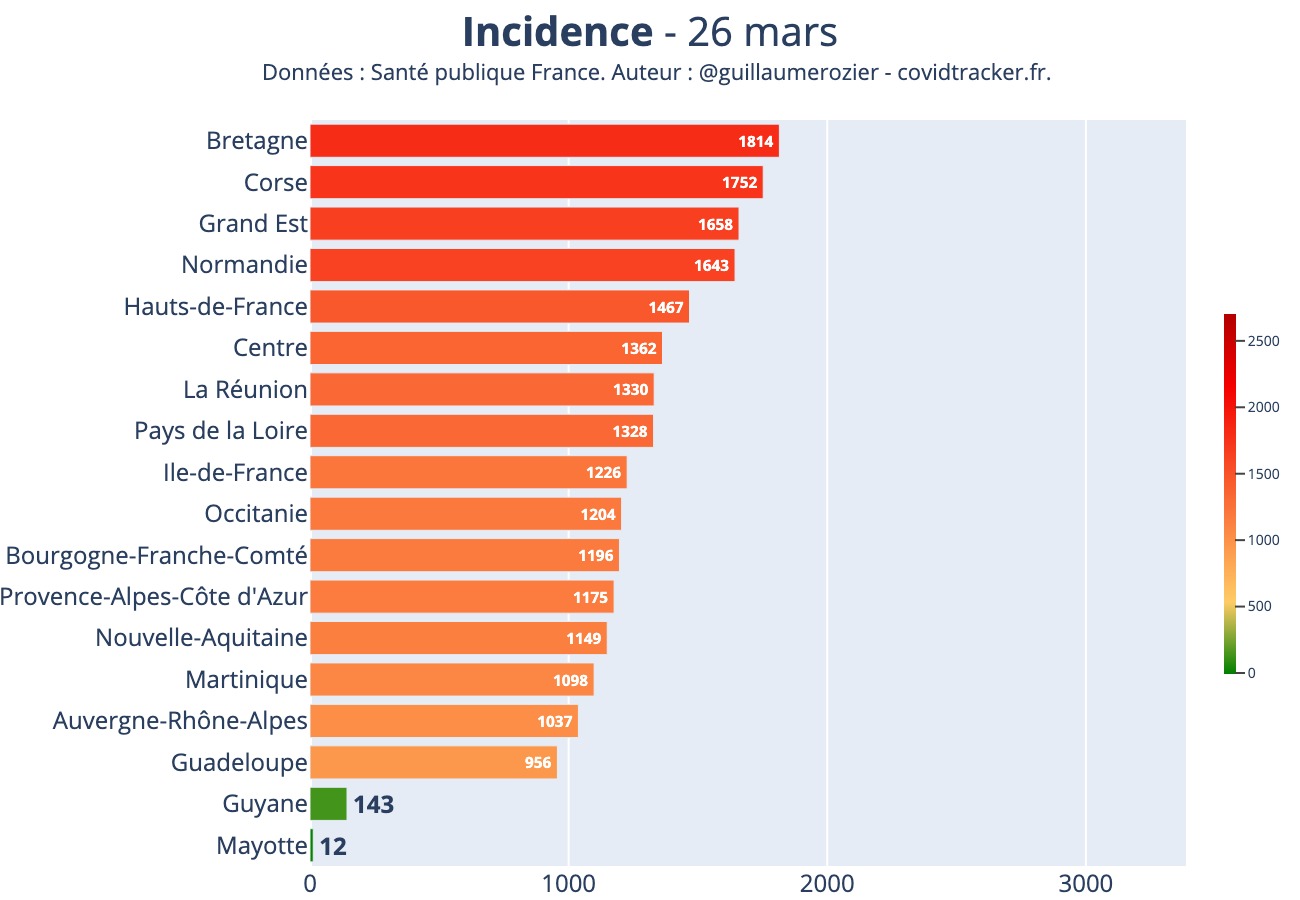 Incidence - 26 mars
Données : Santé publique France. Auteur : @guillaumerozier - covidtracker.fr.
Bretagne 1814
Corse 1752
Grand Est 1658
Normandie 1643
Hauts-de-France 1467
Centre 1362
La Réunion 1330
Pays de la Loire 1328
Ile-de-France 1226
Occitanie 1204
Bourgogne-Franche-Comté 1196
Provence-Alpes-Côte d'Azur 1175
Nouvelle-Aquitaine 1149
Martinique 1098
Auvergne-Rhône-Alpes 1037
Guadeloupe 956
Guyane 143
Mayotte 12
0 1000 2000 3000
2500
2000
1500
1000
500
0